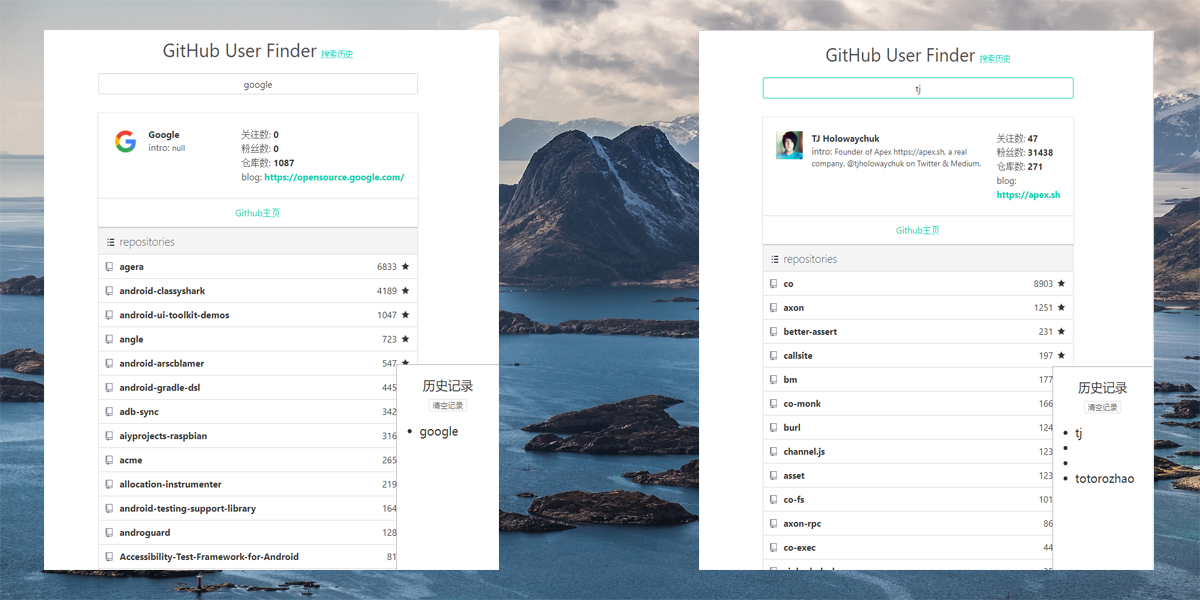 GitHub User Finder 搜索历史
google
Google
intro: null
关注数: 0
粉丝数: 0
仓库数: 1087
blog: https://opensource.google.com/
Github主页
repositories
agera 6833
android-classyshark 4189
android-ui-toolkit-demos 1047
angle 723
android-arscblamer 547
android-gradle-dsl 445
adb-sync 342
aiyprojects-raspbian 316
acme 265
allocation-instrumenter 219
android-testing-support-library 164
androguard 128
Accessibility-Test-Framework-for-Android 81
历史记录
清空记录
google
GitHub User Finder 搜索历史
tj
TJ Holowaychuk
intro: Founder of Apex https://apex.sh. a real
company. @tjholowaychuk on Twitter & Medium.
关注数: 47
粉丝数: 31438
仓库数: 271
blog:
https://apex.sh
Github主页
repositories
co 8903
axon 1251
better-assert 231
callsite 197
bm 177
co-monk 166
burl 124
channel.js 123
asset 123
co-fs 101
axon-rpc 86
co-exec 44
历史记录
清空记录
tj
totorozhao